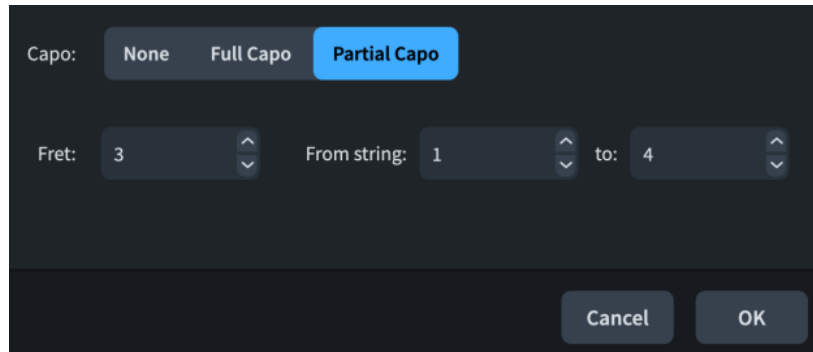 Capo: None Full Capo Partial Capo
Fret: 3 From string: 1 to: 4
Cancel OK